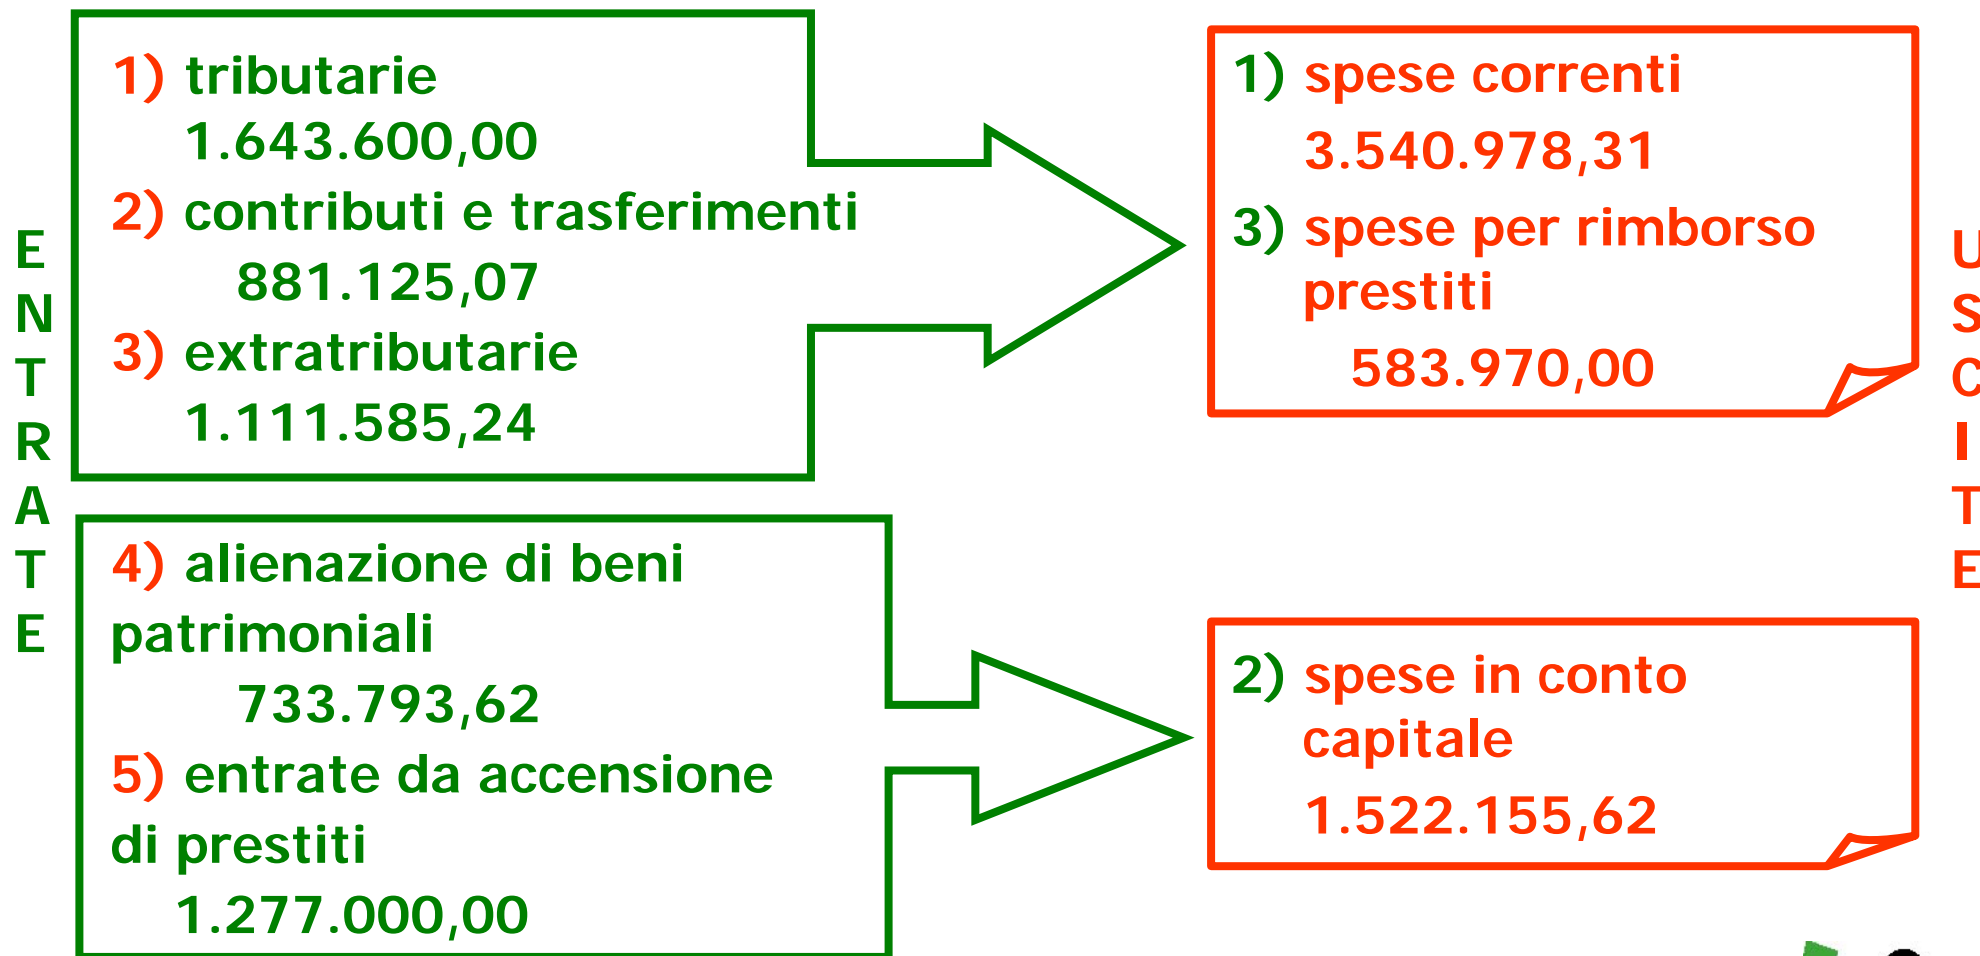 ENTRATE
1) tributarie
1.643.600,00
2) contributi e trasferimenti
881.125,07
3) extratributarie
1.111.585,24
4) alienazione di beni
patrimoniali
733.793,62
5) entrate da accensione
di prestiti
1.277.000,00
1) spese correnti
3.540.978,31
3) spese per rimborso
prestiti
583.970,00
2) spese in conto
capitale
1.522.155,62
USCITE